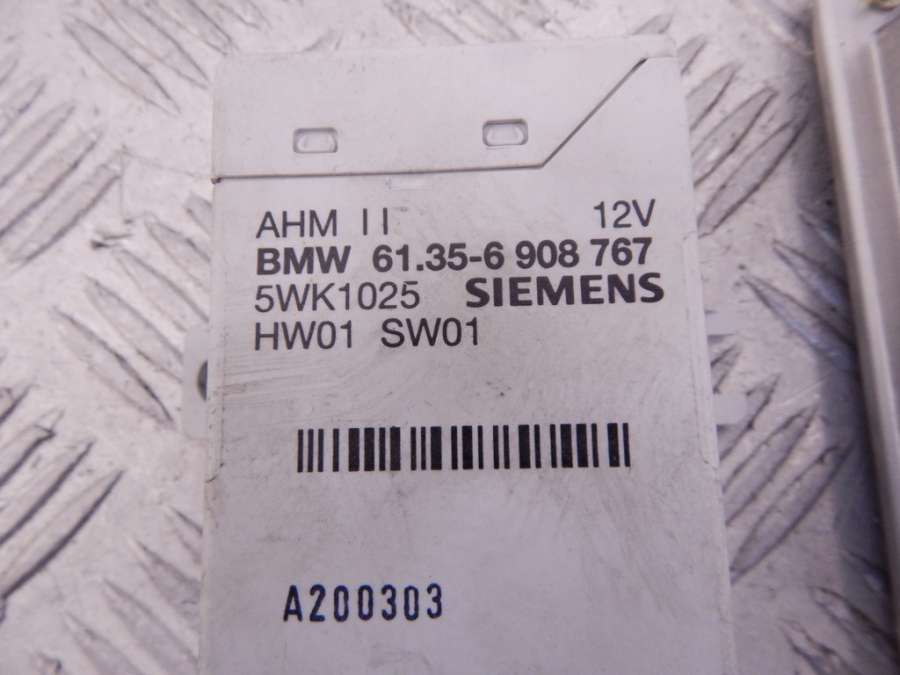 AHM II 12V
BMW 61.35-6 908 767
5WK1025 SIEMENS
HW01 SW01
A200303